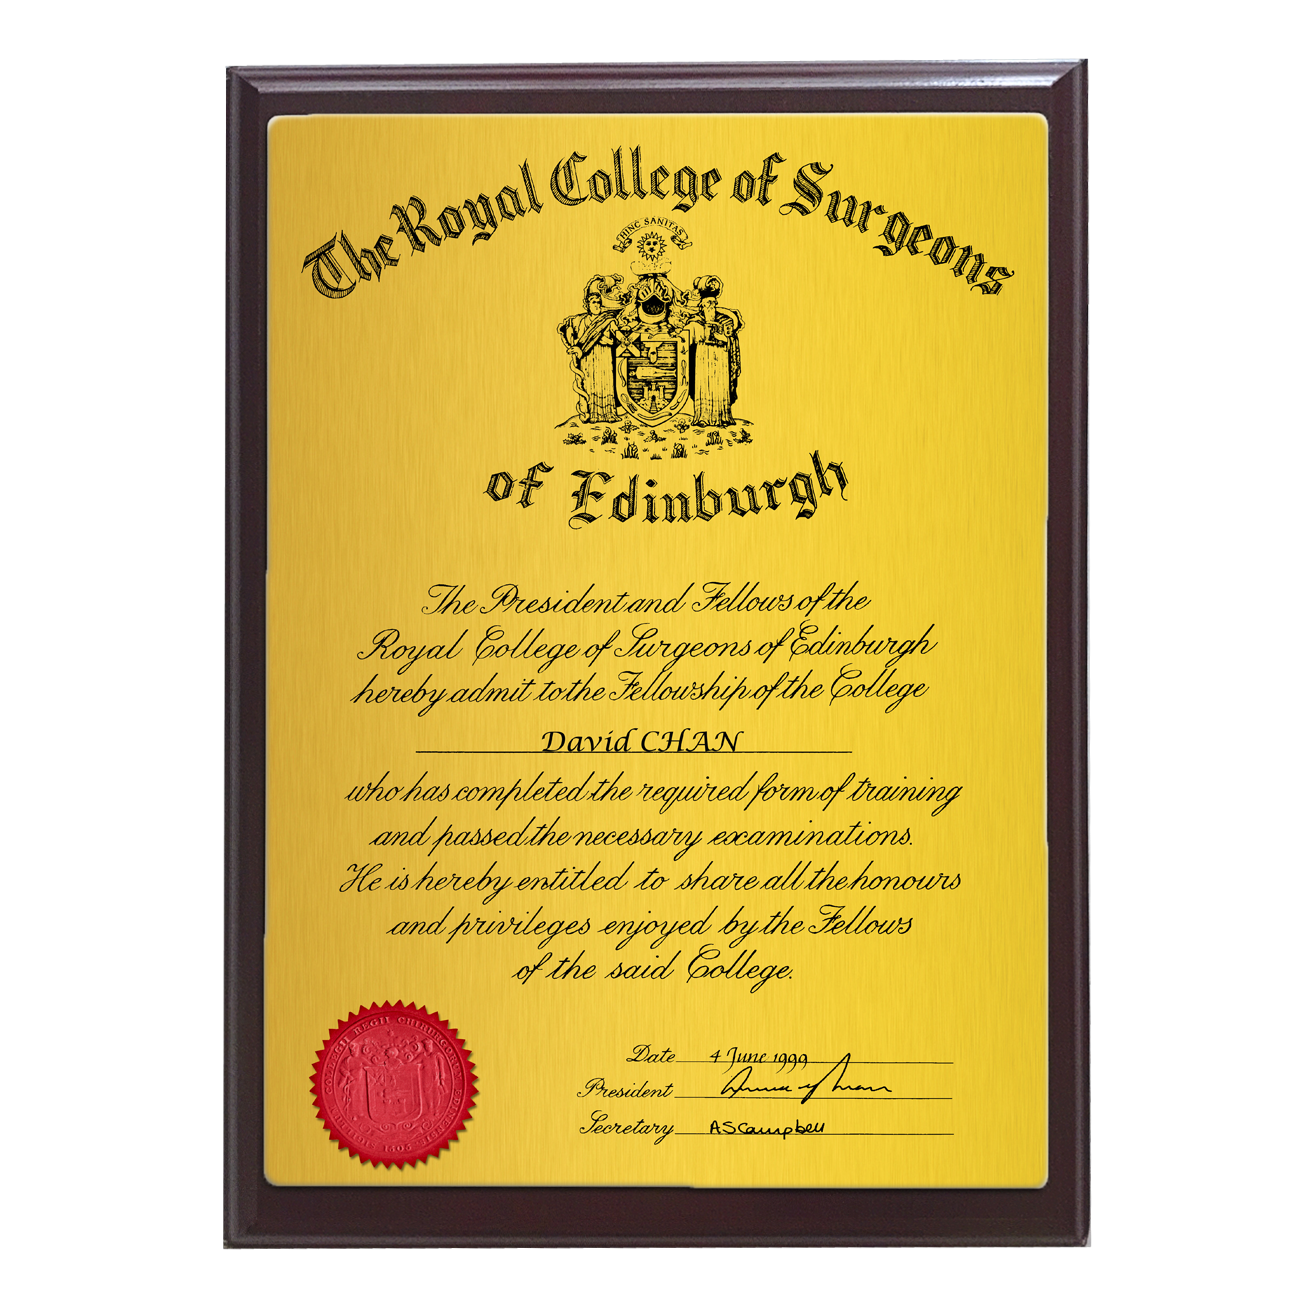 The Royal College of Surgeons
HINC SANITAS
of Edinburgh
The President and Fellows of the
Royal College of Surgeons of Edinburgh
hereby admit to the Fellowship of the College
David CHAN
who has completed the required form of training
and passed the necessary examinations.
He is hereby entitled to share all the honours
and privileges enjoyed by the Fellows
of the said College.
Date 4 June 1999
President
Secretary ASCampbell